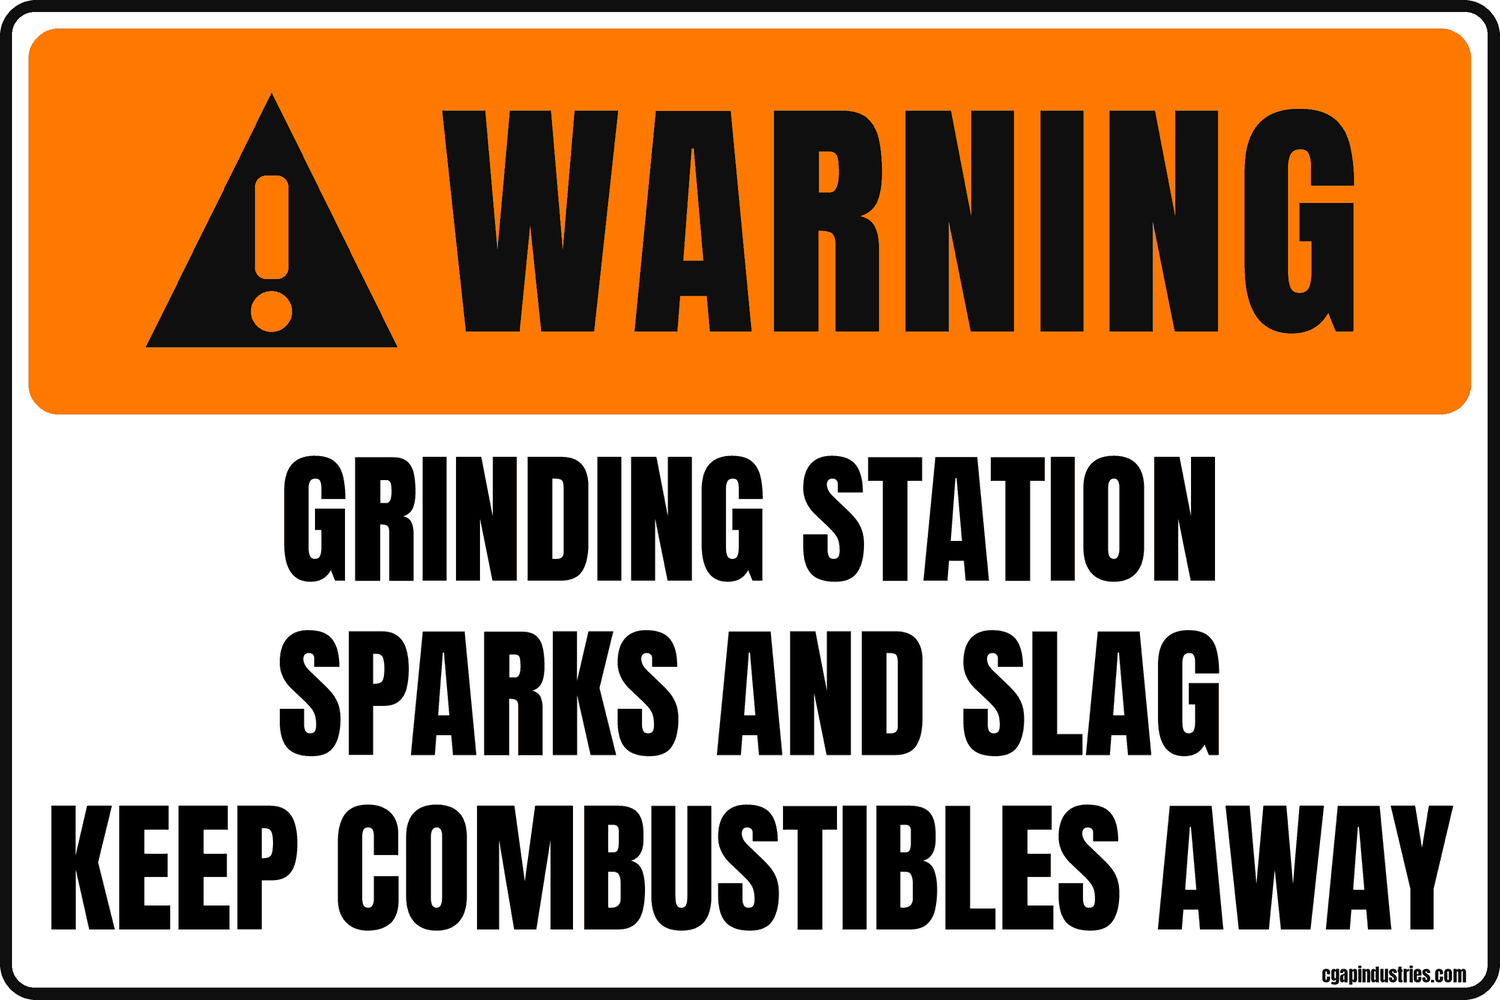 WARNING
GRINDING STATION
SPARKS AND SLAG
KEEP COMBUSTIBLES AWAY
cgapindustries.com